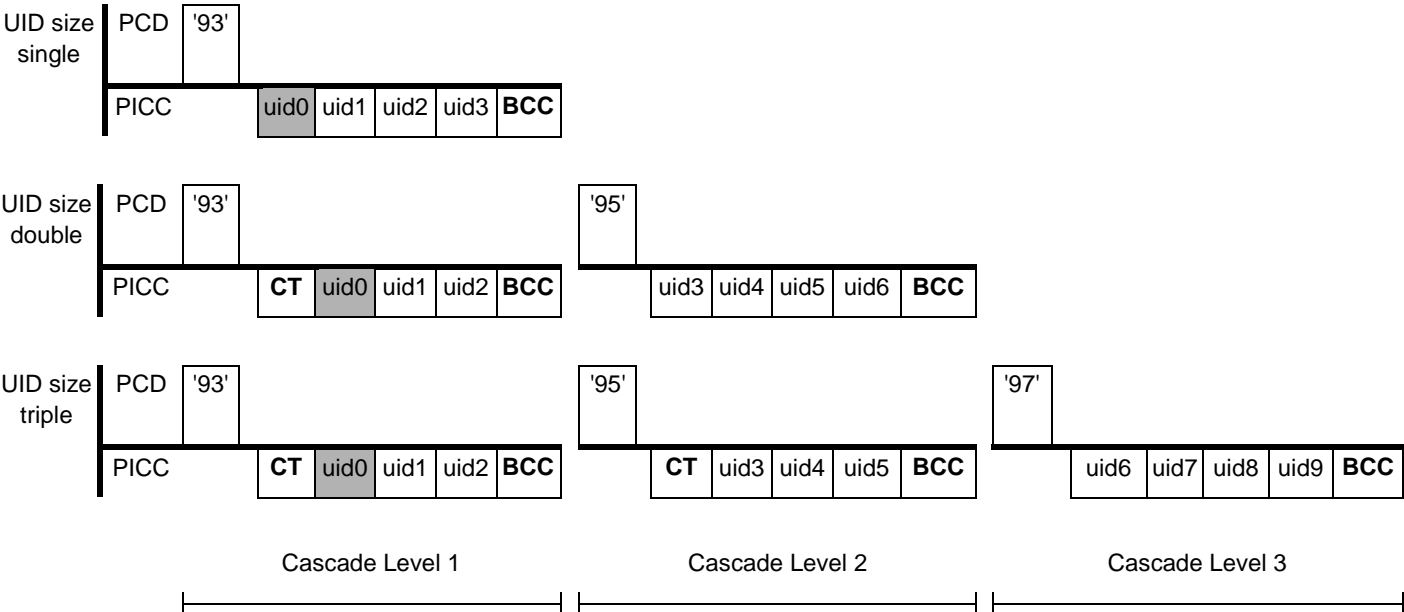 UID size single PCD '93'
PICC uid0 uid1 uid2 uid3 BCC
UID size double PCD '93' '95'
PICC CT uid0 uid1 uid2 BCC uid3 uid4 uid5 uid6 BCC
UID size triple PCD '93' '95' '97'
PICC CT uid0 uid1 uid2 BCC CT uid3 uid4 uid5 BCC uid6 uid7 uid8 uid9 BCC
Cascade Level 1 Cascade Level 2 Cascade Level 3